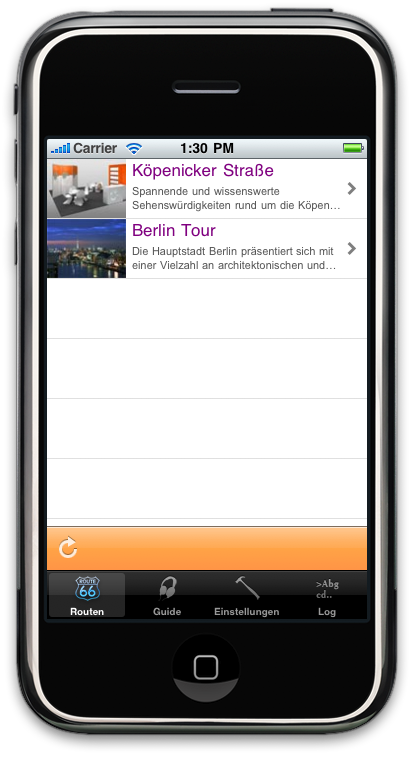 Carrier 1:30 PM
Köpenicker Straße
Spannende und wissenswerte
Sehenswürdigkeiten rund um die Köpen...
Berlin Tour
Die Hauptstadt Berlin präsentiert sich mit
einer Vielzahl an architektonischen und...
ROUTE
66
>Abg
cd..
Routen Guide Einstellungen Log